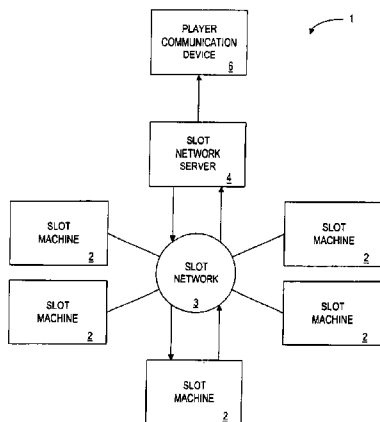 1
PLAYER
COMMUNICATION
DEVICE
6
SLOT
NETWORK
SERVER
4
SLOT
MACHINE
2
SLOT
MACHINE
2
SLOT
NETWORK
3
SLOT
MACHINE
2
SLOT
MACHINE
2
SLOT
MACHINE
2